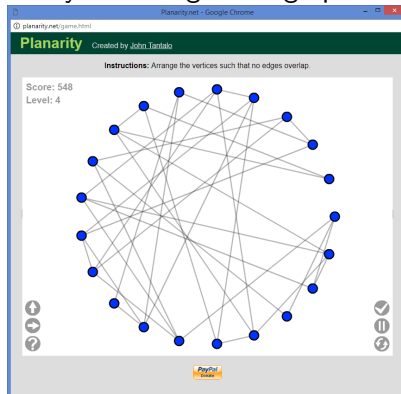 Planarity.net - Google Chrome
planarity.net/game.html
Planarity Created by John Tantalo
Instructions: Arrange the vertices such that no edges overlap.
Score: 548
Level: 4
?
PayPal
Donate